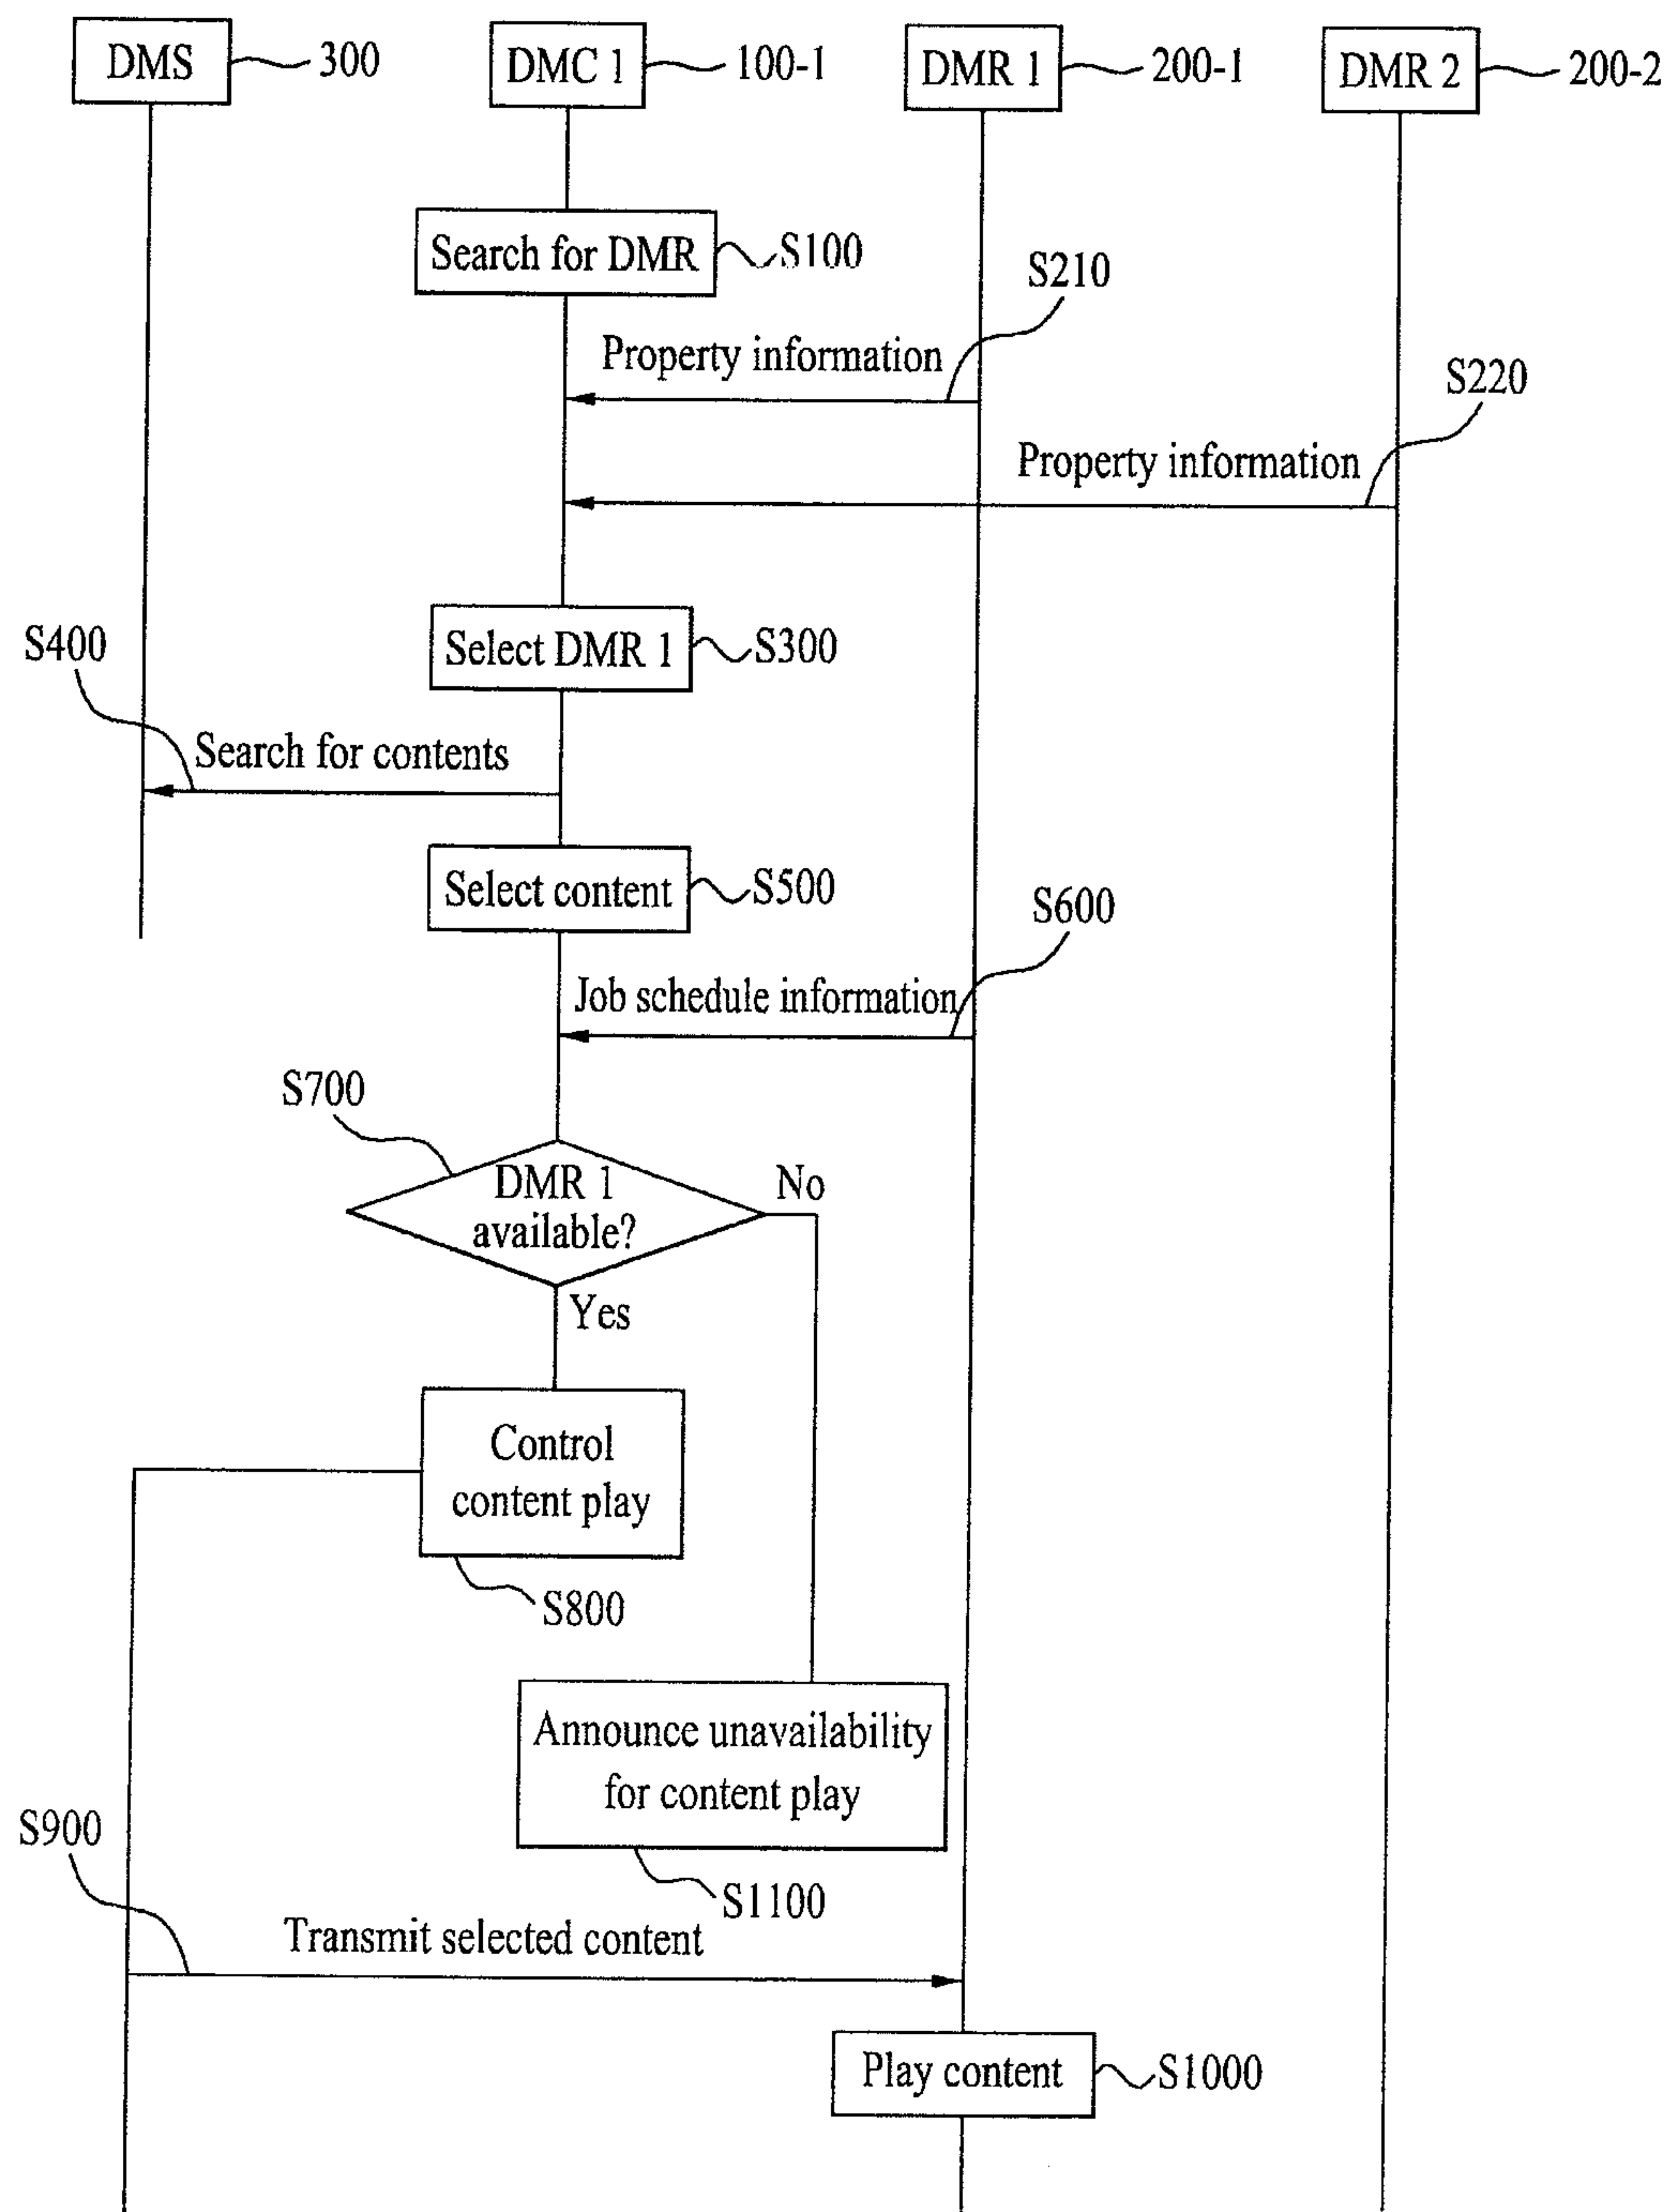 DMS
300
DMC 1
100-1
DMR 1
200-1
DMR 2
200-2
Search for DMR
S100
S210
Property information
S220
Property information
S400
Select DMR 1
S300
Search for contents
Select content
S500
S600
Job schedule information
S700
DMR 1
available?
No
Yes
Control
content play
S800
Announce unavailability
for content play
S900
S1100
Transmit selected content
Play content
S1000